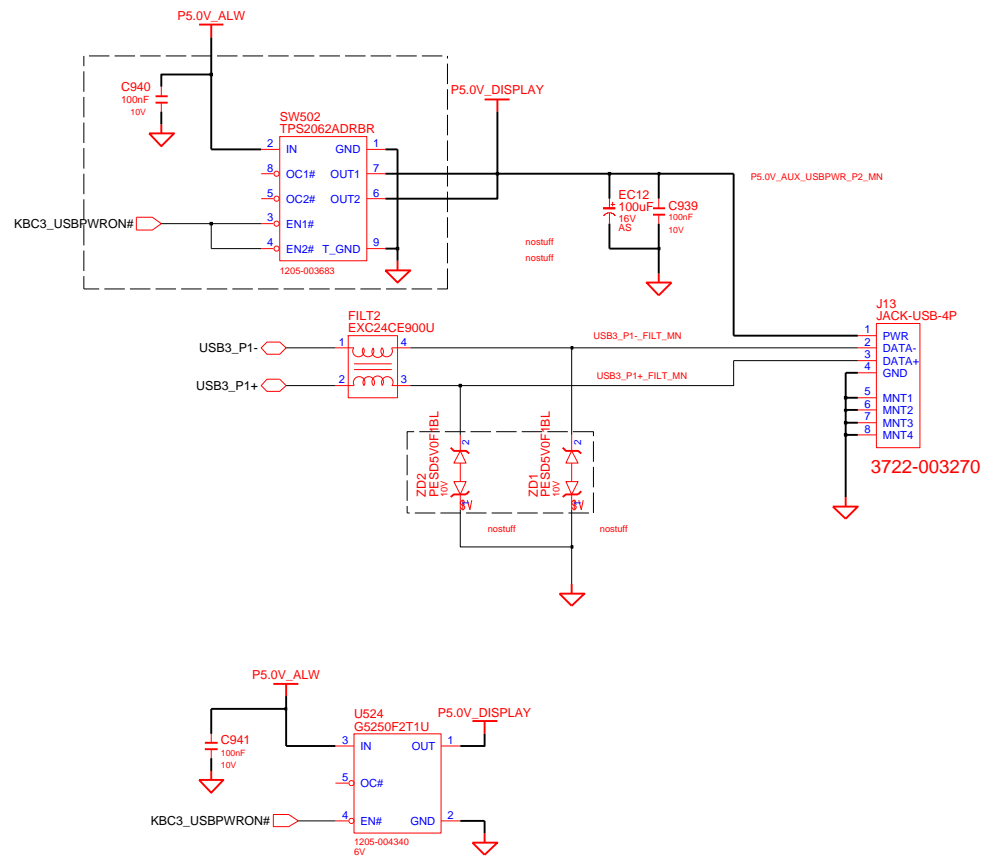 P5.0V_ALW
C940
100nF
10V
P5.0V_DISPLAY
SW502
TPS2062ADRBR
2 IN GND 1
8 OC1# OUT1 7
5 OC2# OUT2 6
3 EN1#
4 EN2# T_GND 9
1205-003683
KBC3_USBPWRON#
P5.0V_AUX_USBPWR_P2_MN
EC12
100uF
16V
AS
C939
100nF
10V
nostuff
nostuff
FILT2
EXC24CE900U
USB3_P1- 1 4
USB3_P1+ 2 3
USB3_P1-_FILT_MN
USB3_P1+_FILT_MN
J13
JACK-USB-4P
1 PWR
2 DATA-
3 DATA+
4 GND
5 MNT1
6 MNT2
7 MNT3
8 MNT4
3722-003270
ZD2
PESD5V0F1BL
10V
2
ZD1
PESD5V0F1BL
10V
2
nostuff
nostuff
P5.0V_ALW
C941
100nF
10V
U524
G5250F2T1U
P5.0V_DISPLAY
3 IN OUT 1
5 OC#
4 EN# GND 2
KBC3_USBPWRON#
1205-004340
6V